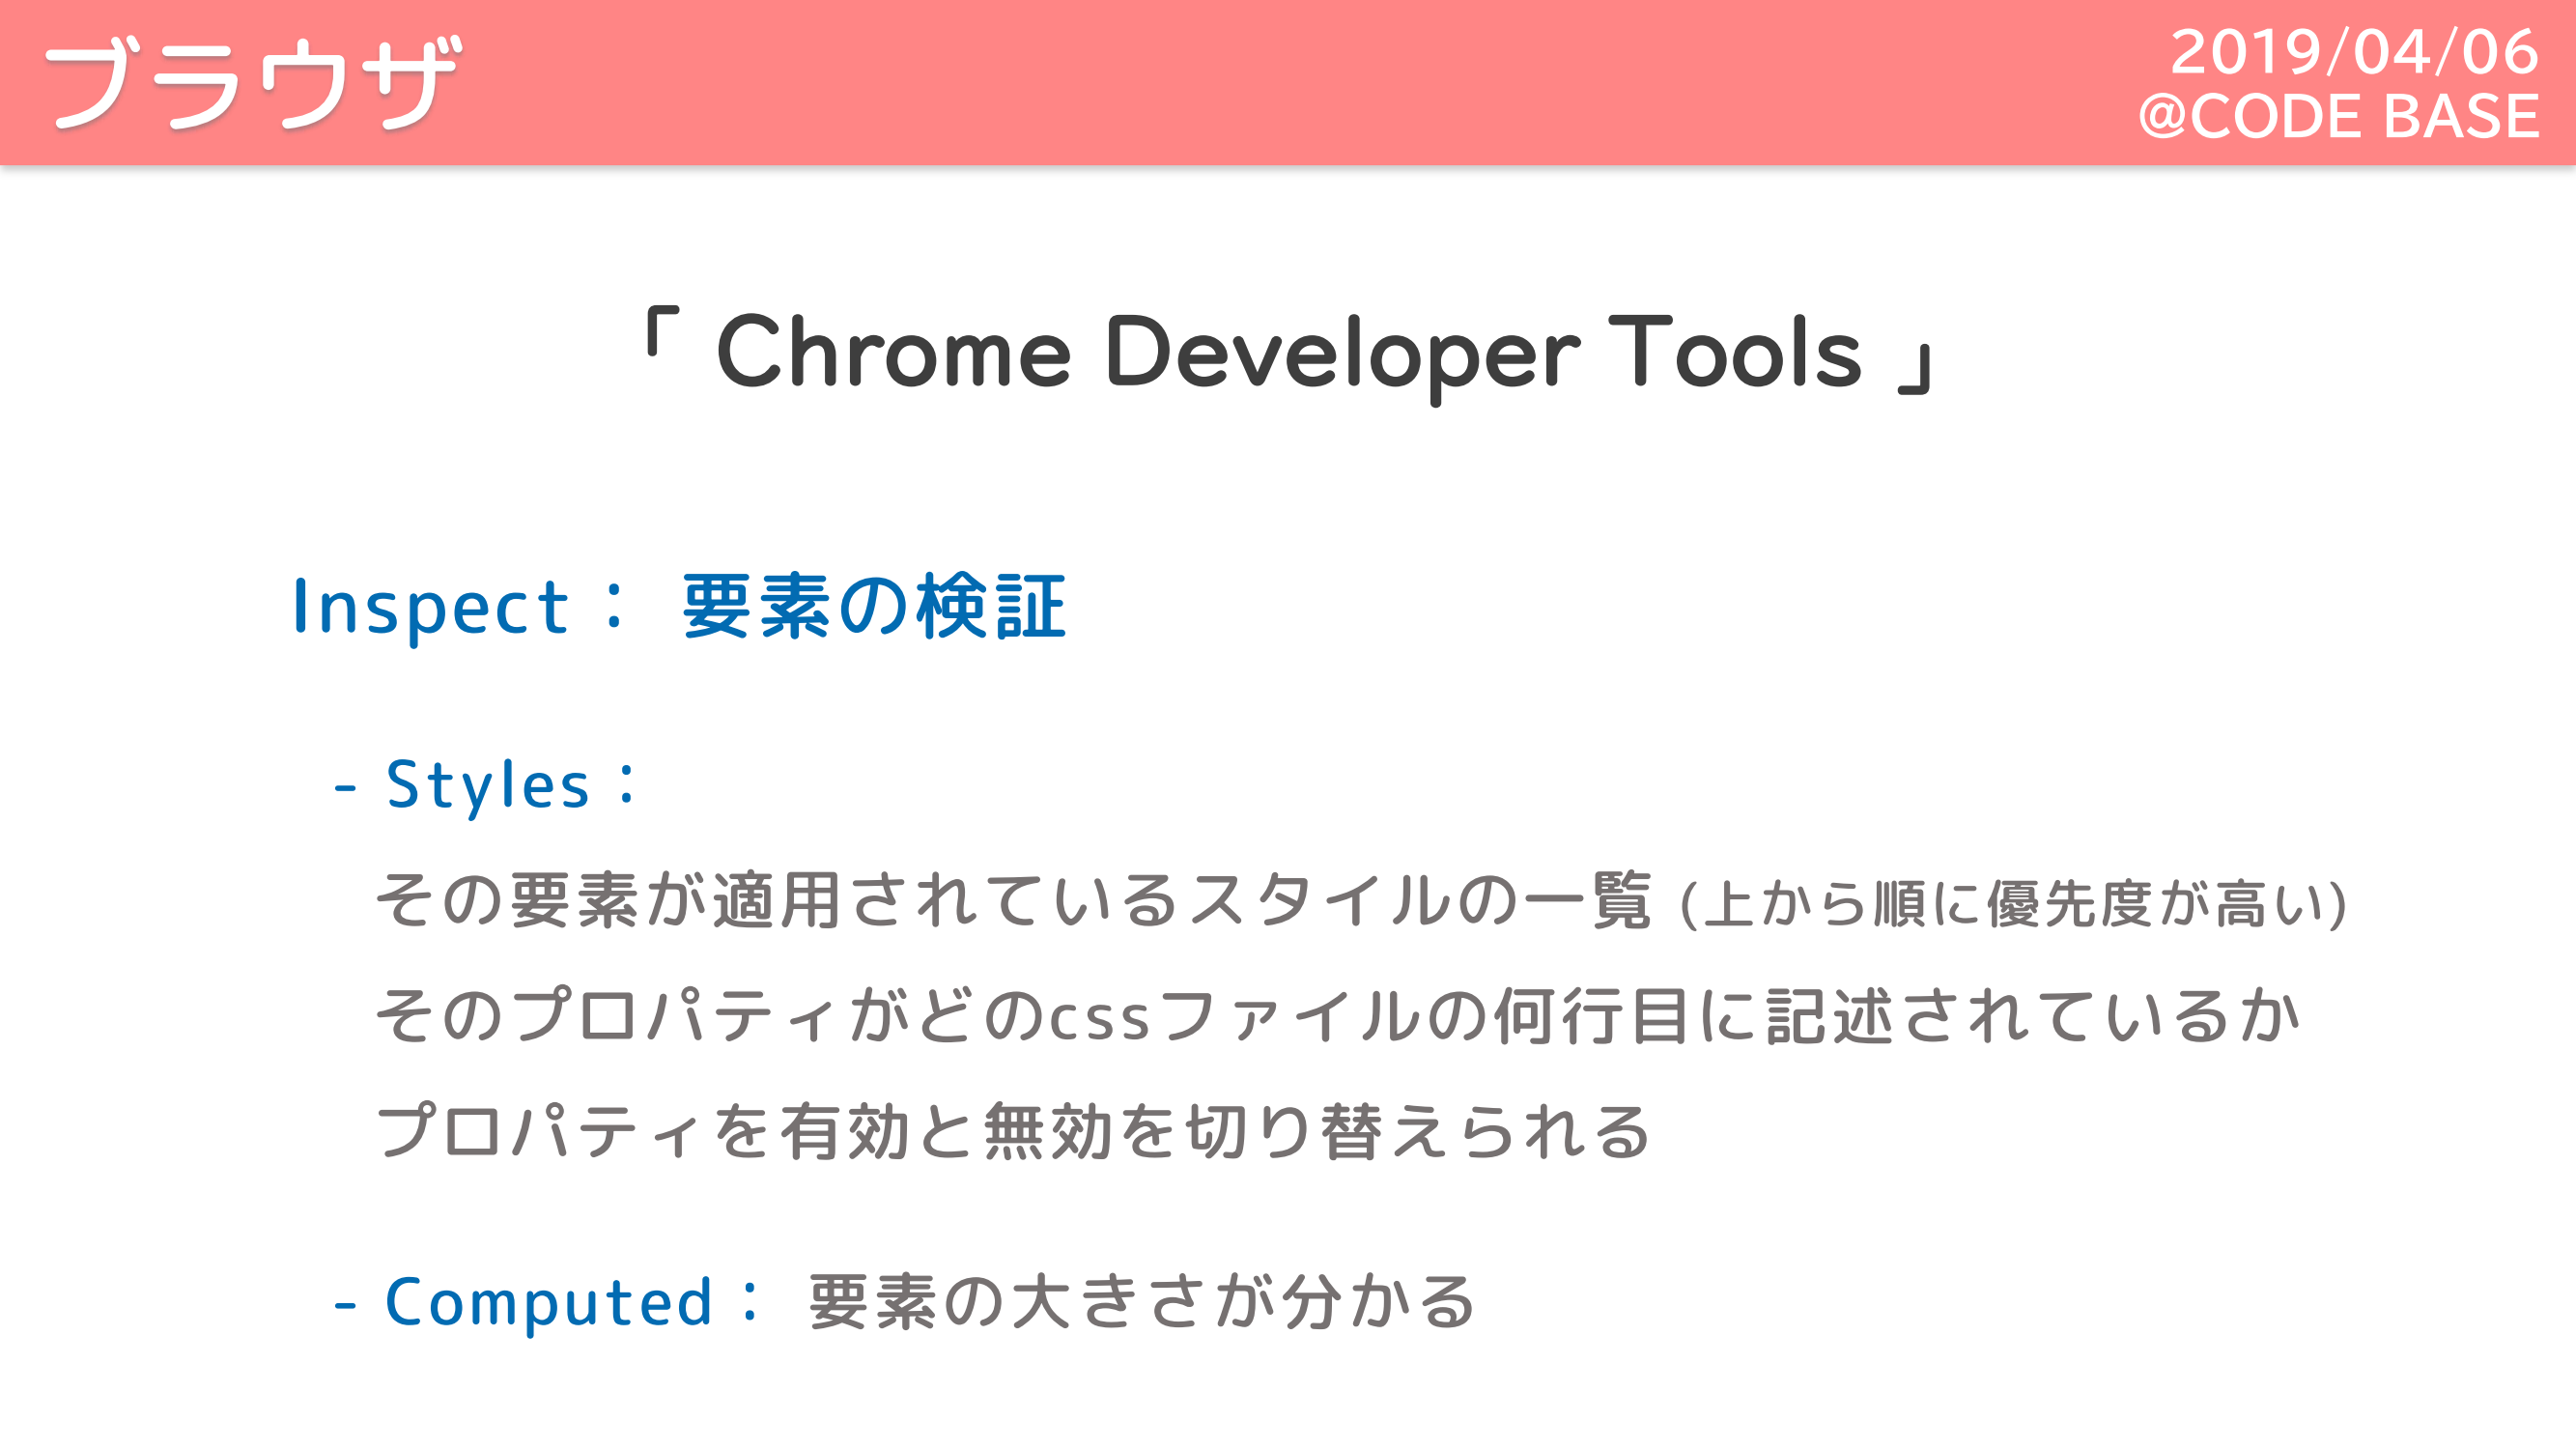 ブラウザ
2019/04/06
@CODE BASE
「 Chrome Developer Tools 」
Inspect： 要素の検証
- Styles：
その要素が適用されているスタイルの一覧 (上から順に優先度が高い)
そのプロパティがどのcssファイルの何行目に記述されているか
プロパティを有効と無効を切り替えられる
- Computed： 要素の大きさが分かる